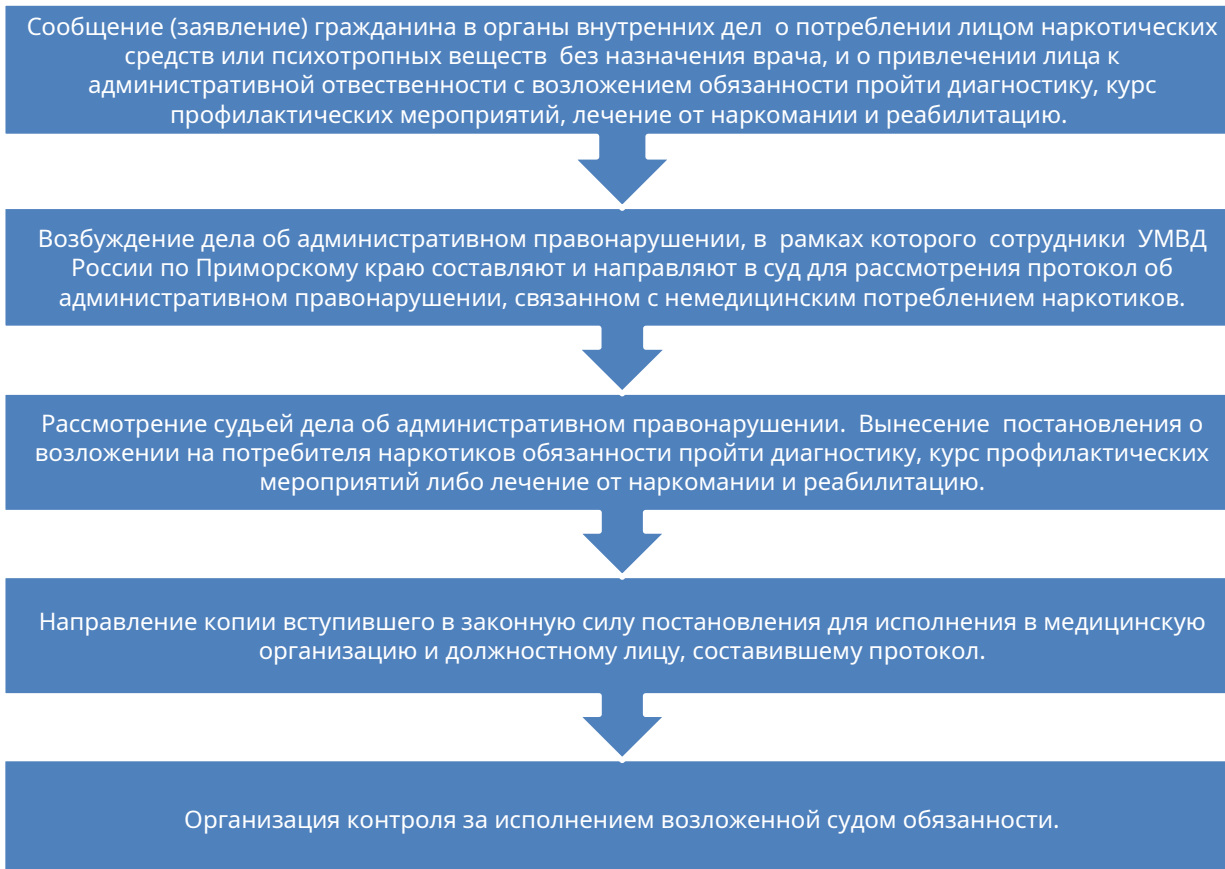 Сообщение (заявление) гражданина в органы внутренних дел о потреблении лицом наркотических
средств или психотропных веществ без назначения врача, и о привлечении лица к
административной отвественности с возложением обязанности пройти диагностику, курс
профилактических мероприятий, лечение от наркомании и реабилитацию.
Возбуждение дела об административном правонарушении, в рамках которого сотрудники УМВД
России по Приморскому краю составляют и направляют в суд для рассмотрения протокол об
административном правонарушении, связанном с немедицинским потреблением наркотиков.
Рассмотрение судьей дела об административном правонарушении. Вынесение постановления о
возложении на потребителя наркотиков обязанности пройти диагностику, курс профилактических
мероприятий либо лечение от наркомании и реабилитацию.
Направление копии вступившего в законную силу постановления для исполнения в медицинскую
организацию и должностному лицу, составившему протокол.
Организация контроля за исполнением возложенной судом обязанности.